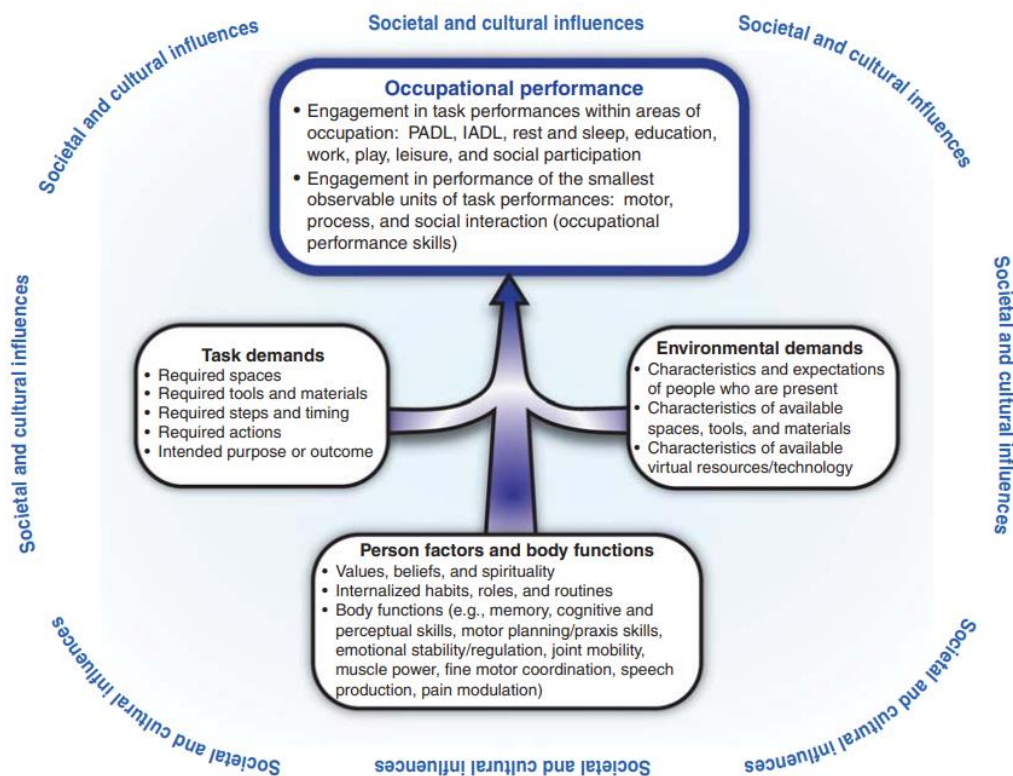 Societal and cultural influences
Societal and cultural influences
Societal and cultural influences
Occupational performance
• Engagement in task performances within areas of
occupation: PADL, IADL, rest and sleep, education,
work, play, leisure, and social participation
• Engagement in performance of the smallest
observable units of task performances: motor,
process, and social interaction (occupational
performance skills)
Societal and cultural influences
Societal and cultural influences
Task demands
• Required spaces
• Required tools and materials
• Required steps and timing
• Required actions
• Intended purpose or outcome
Environmental demands
• Characteristics and expectations
of people who are present
• Characteristics of available
spaces, tools, and materials
• Characteristics of available
virtual resources/technology
Person factors and body functions
• Values, beliefs, and spirituality
• Internalized habits, roles, and routines
• Body functions (e.g., memory, cognitive and
perceptual skills, motor planning/praxis skills,
emotional stability/regulation, joint mobility,
muscle power, fine motor coordination, speech
production, pain modulation)
Societal and cultural influences
Societal and cultural influences
Societal and cultural influences